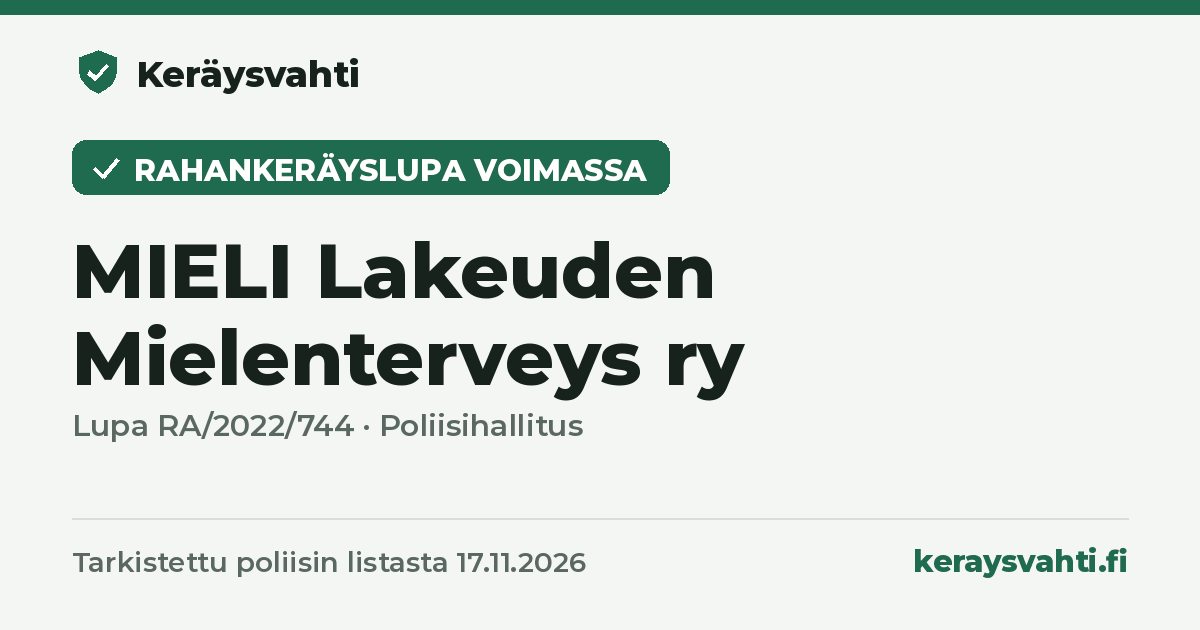 Keräysvahti
RAHANKERÄYSLUPA VOIMASSA
MIELI Lakeuden
Mielenterveys ry
Lupa RA/2022/744 · Poliisihallitus
Tarkistettu poliisin listasta 17.11.2026
keraysvahti.fi